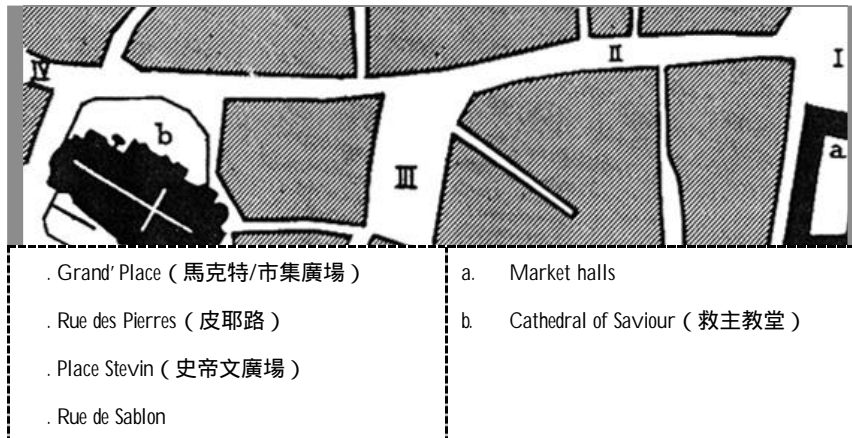 IV
II
I
b
III
a
. Grand' Place（馬克特/市集廣場）
. Rue des Pierres（皮耶路）
. Place Stevin（史帝文廣場）
. Rue de Sablon
a. Market halls
b. Cathedral of Saviour（救主教堂）